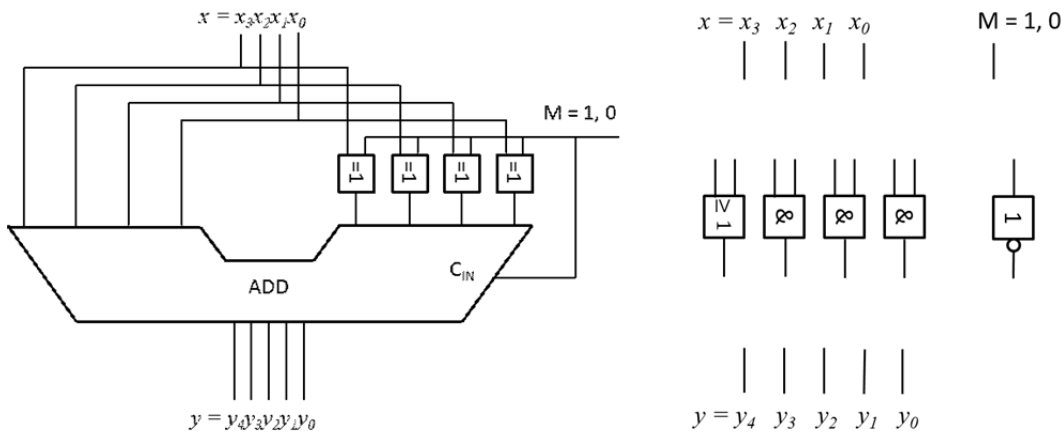 x = x₃x₂x₁x₀
M = 1, 0
=1 =1 =1 =1
C_IN
ADD
y = y₄y₃y₂y₁y₀
x = x₃ x₂ x₁ x₀
M = 1, 0
≥1 & & & 1
y = y₄ y₃ y₂ y₁ y₀